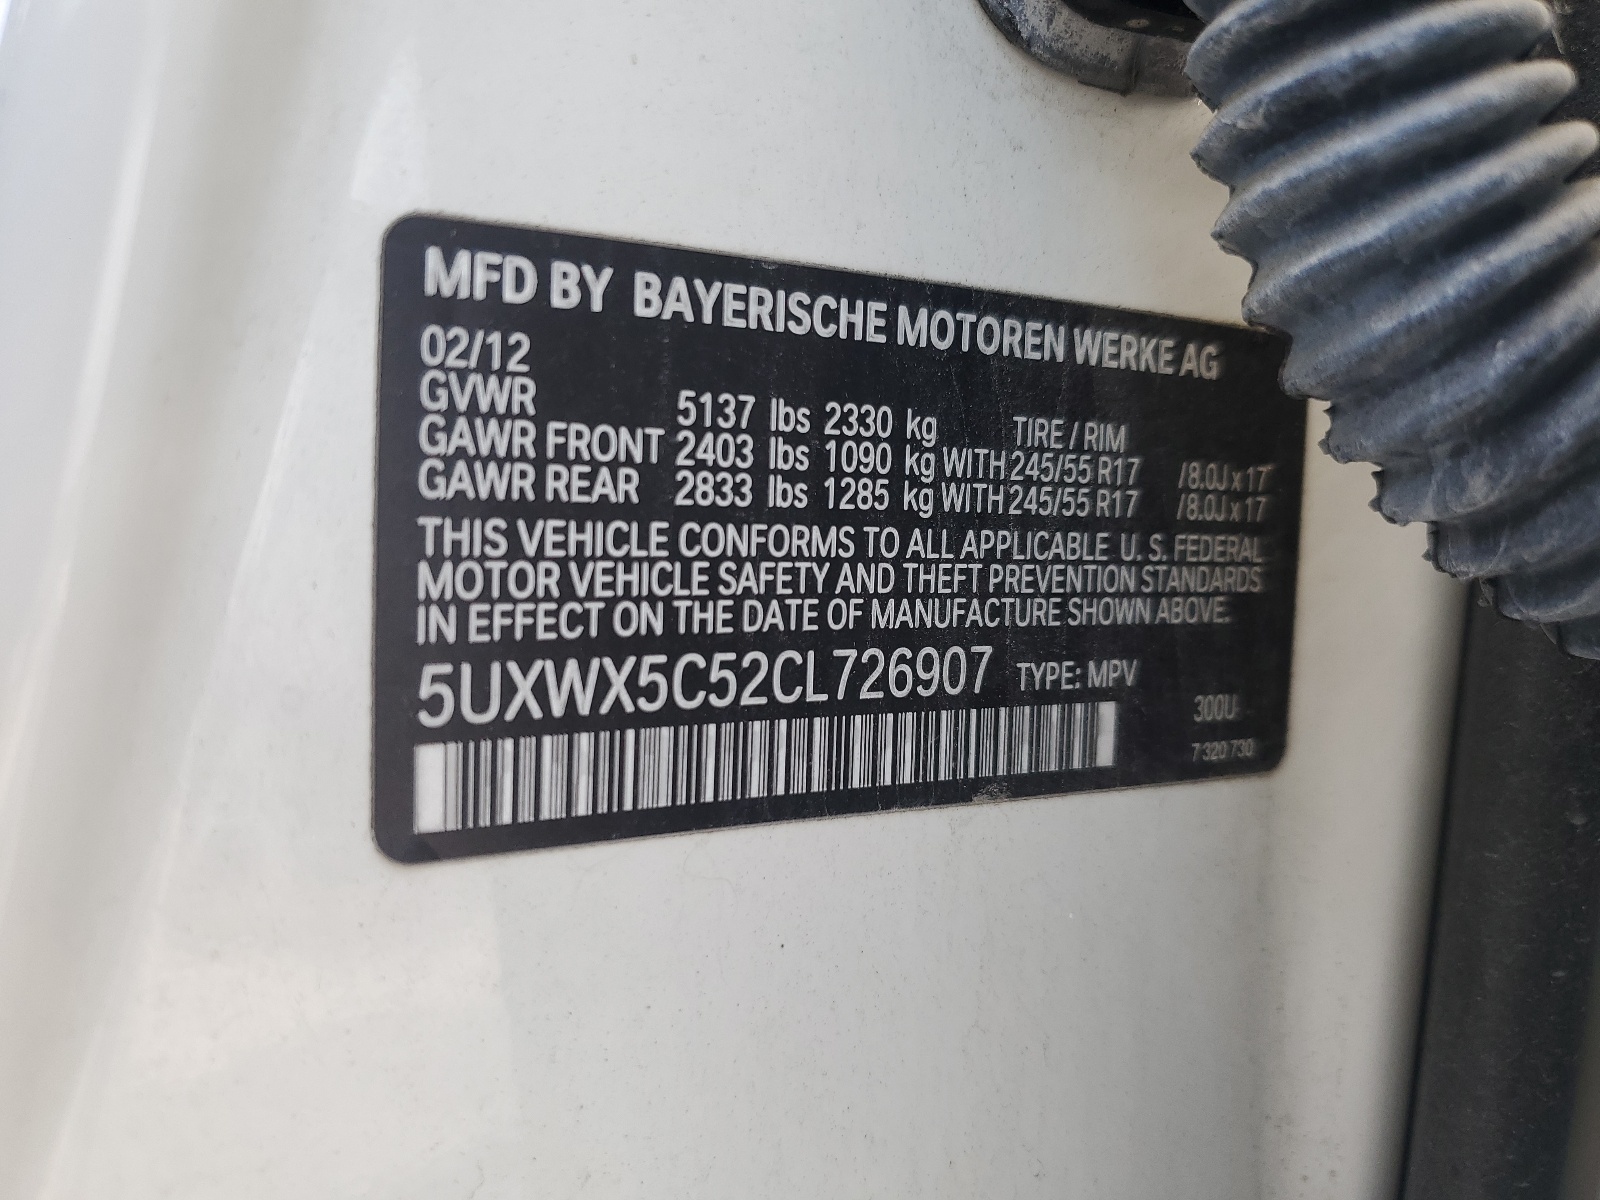 MFD BY BAYERISCHE MOTOREN WERKE AG
02/12
GVWR 5137 lbs 2330 kg TIRE / RIM
GAWR FRONT 2403 lbs 1090 kg WITH 245/55 R17 /8.0J x 17
GAWR REAR 2833 lbs 1285 kg WITH 245/55 R17 /8.0J x 17
THIS VEHICLE CONFORMS TO ALL APPLICABLE U. S. FEDERAL
MOTOR VEHICLE SAFETY AND THEFT PREVENTION STANDARDS
IN EFFECT ON THE DATE OF MANUFACTURE SHOWN ABOVE.
5UXWX5C52CL726907 TYPE: MPV
300U
7 320 730